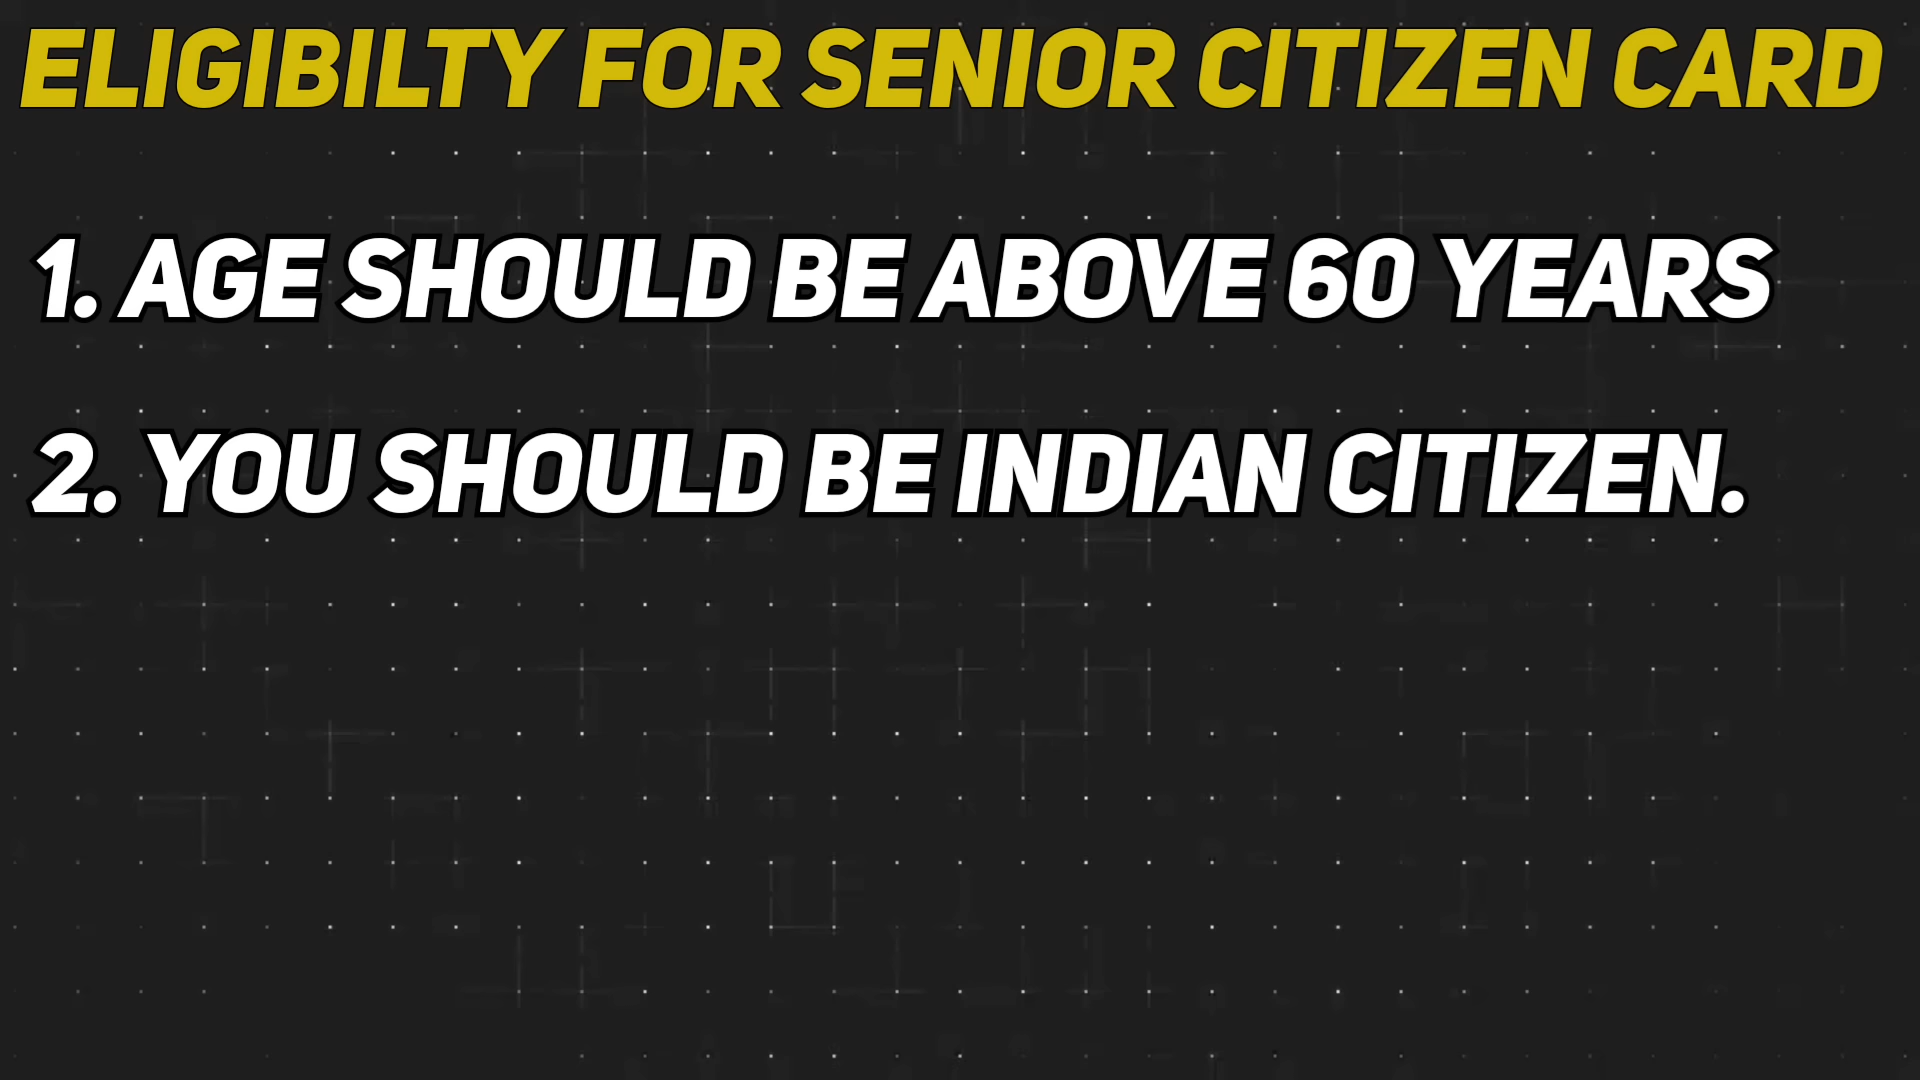 ELIGIBILTY FOR SENIOR CITIZEN CARD
1. AGE SHOULD BE ABOVE 60 YEARS
2. YOU SHOULD BE INDIAN CITIZEN.